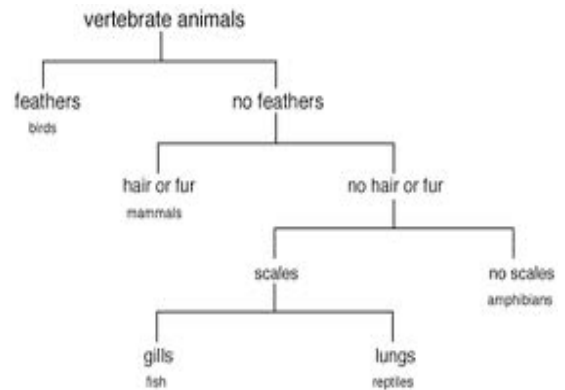 vertebrate animals
feathers
birds
no feathers
hair or fur
mammals
no hair or fur
scales
no scales
amphibians
gills
fish
lungs
reptiles